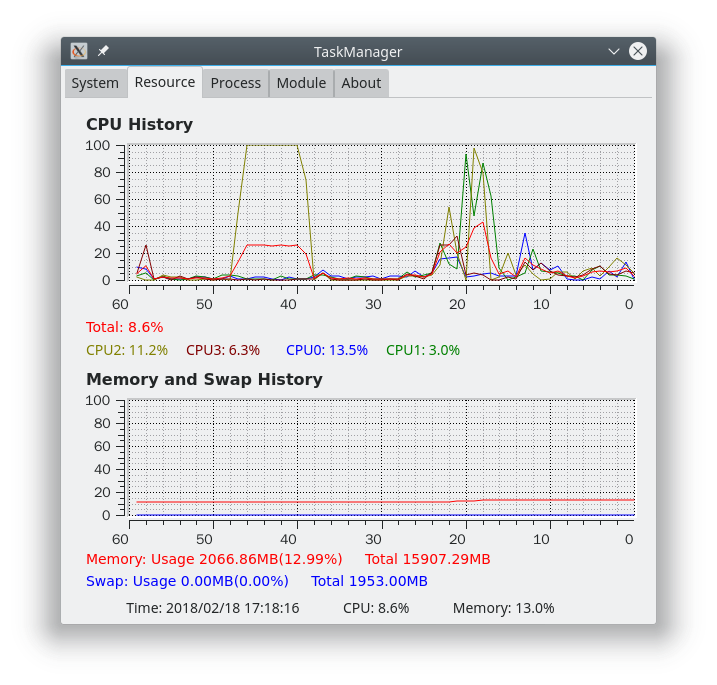 TaskManager
System Resource Process Module About
CPU History
100
80
60
40
20
0
60 50 40 30 20 10 0
Total: 8.6%
CPU2: 11.2% CPU3: 6.3% CPU0: 13.5% CPU1: 3.0%
Memory and Swap History
100
80
60
40
20
0
60 50 40 30 20 10 0
Memory: Usage 2066.86MB(12.99%) Total 15907.29MB
Swap: Usage 0.00MB(0.00%) Total 1953.00MB
Time: 2018/02/18 17:18:16 CPU: 8.6% Memory: 13.0%